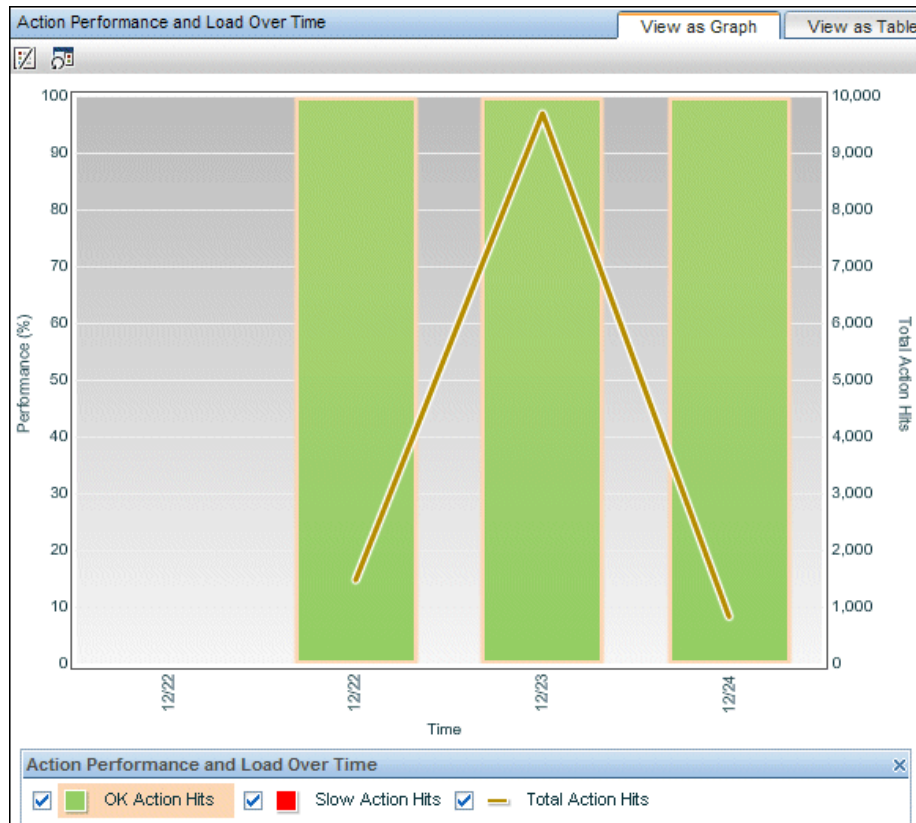 Action Performance and Load Over Time
View as Graph
View as Table
100
90
80
70
60
50
40
30
20
10
0
Performance (%)
10,000
9,000
8,000
7,000
6,000
5,000
4,000
3,000
2,000
1,000
0
Total Action Hits
12/22
12/22
12/23
12/24
Time
Action Performance and Load Over Time
OK Action Hits
Slow Action Hits
Total Action Hits